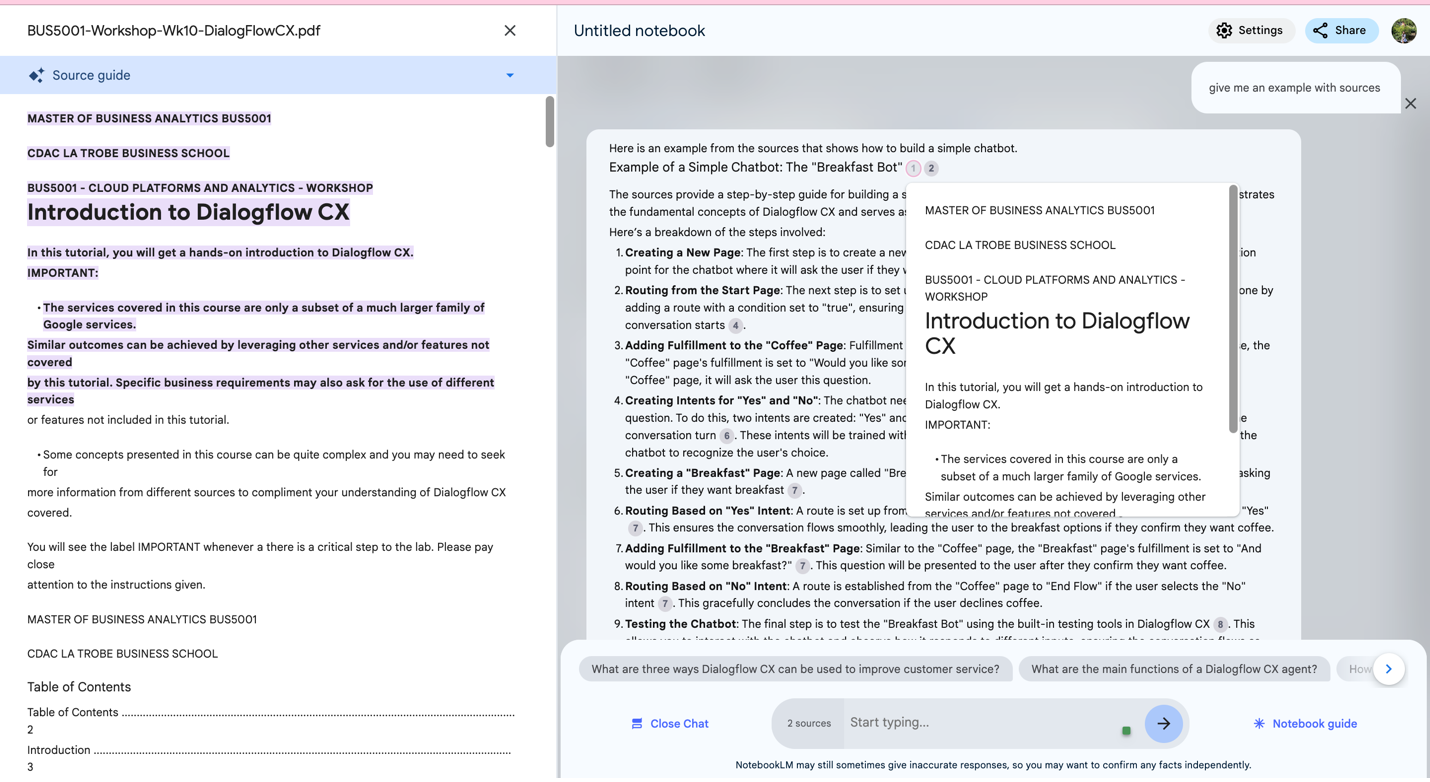 BUS5001-Workshop-Wk10-DialogFlowCX.pdf
Source guide
MASTER OF BUSINESS ANALYTICS BUS5001
CDAC LA TROBE BUSINESS SCHOOL
BUS5001 - CLOUD PLATFORMS AND ANALYTICS - WORKSHOP
Introduction to Dialogflow CX
In this tutorial, you will get a hands-on introduction to Dialogflow CX.
IMPORTANT:
• The services covered in this course are only a subset of a much larger family of
Google services.
Similar outcomes can be achieved by leveraging other services and/or features not
covered
by this tutorial. Specific business requirements may also ask for the use of different
services
or features not included in this tutorial.
• Some concepts presented in this course can be quite complex and you may need to seek
for
more information from different sources to compliment your understanding of Dialogflow CX
covered.
You will see the label IMPORTANT whenever a there is a critical step to the lab. Please pay
close
attention to the instructions given.
MASTER OF BUSINESS ANALYTICS BUS5001
CDAC LA TROBE BUSINESS SCHOOL
Table of Contents
Table of Contents ................................................................................................................
2
Introduction ........................................................................................................................
3
Untitled notebook
Settings
Share
give me an example with sources
Here is an example from the sources that shows how to build a simple chatbot.
Example of a Simple Chatbot: The "Breakfast Bot" 1 2
The sources provide a step-by-step guide for building a s
strates
the fundamental concepts of Dialogflow CX and serves as
Here's a breakdown of the steps involved:
1. Creating a New Page: The first step is to create a new
ion
point for the chatbot where it will ask the user if they w
2. Routing from the Start Page: The next step is to set u
one by
adding a route with a condition set to "true", ensuring
conversation starts 4.
3. Adding Fulfillment to the "Coffee" Page: Fulfillment
e, the
"Coffee" page's fulfillment is set to "Would you like som
"Coffee" page, it will ask the user this question.
4. Creating Intents for "Yes" and "No": The chatbot nee
question. To do this, two intents are created: "Yes" and
e
conversation turn 6. These intents will be trained with
the
chatbot to recognize the user's choice.
5. Creating a "Breakfast" Page: A new page called "Bre
asking
the user if they want breakfast 7.
6. Routing Based on "Yes" Intent: A route is set up from
"Yes"
7. This ensures the conversation flows smoothly, leading the user to the breakfast options if they confirm they want coffee.
7. Adding Fulfillment to the "Breakfast" Page: Similar to the "Coffee" page, the "Breakfast" page's fulfillment is set to "And
would you like some breakfast?" 7. This question will be presented to the user after they confirm they want coffee.
8. Routing Based on "No" Intent: A route is established from the "Coffee" page to "End Flow" if the user selects the "No"
intent 7. This gracefully concludes the conversation if the user declines coffee.
9. Testing the Chatbot: The final step is to test the "Breakfast Bot" using the built-in testing tools in Dialogflow CX 8. This
MASTER OF BUSINESS ANALYTICS BUS5001
CDAC LA TROBE BUSINESS SCHOOL
BUS5001 - CLOUD PLATFORMS AND ANALYTICS -
WORKSHOP
Introduction to Dialogflow
CX
In this tutorial, you will get a hands-on introduction to
Dialogflow CX.
IMPORTANT:
• The services covered in this course are only a
subset of a much larger family of Google services.
Similar outcomes can be achieved by leveraging other
services and/or features not covered
What are three ways Dialogflow CX can be used to improve customer service?
What are the main functions of a Dialogflow CX agent?
How
Close Chat
2 sources
Start typing...
Notebook guide
NotebookLM may still sometimes give inaccurate responses, so you may want to confirm any facts independently.